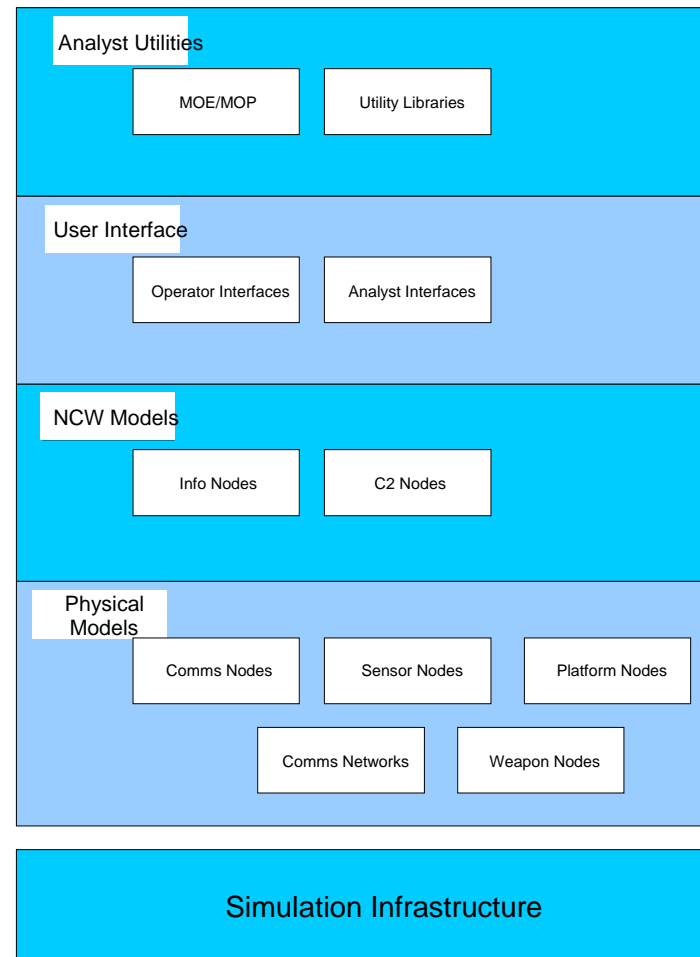 Analyst Utilities
MOE/MOP
Utility Libraries
User Interface
Operator Interfaces
Analyst Interfaces
NCW Models
Info Nodes
C2 Nodes
Physical
Models
Comms Nodes
Sensor Nodes
Platform Nodes
Comms Networks
Weapon Nodes
Simulation Infrastructure